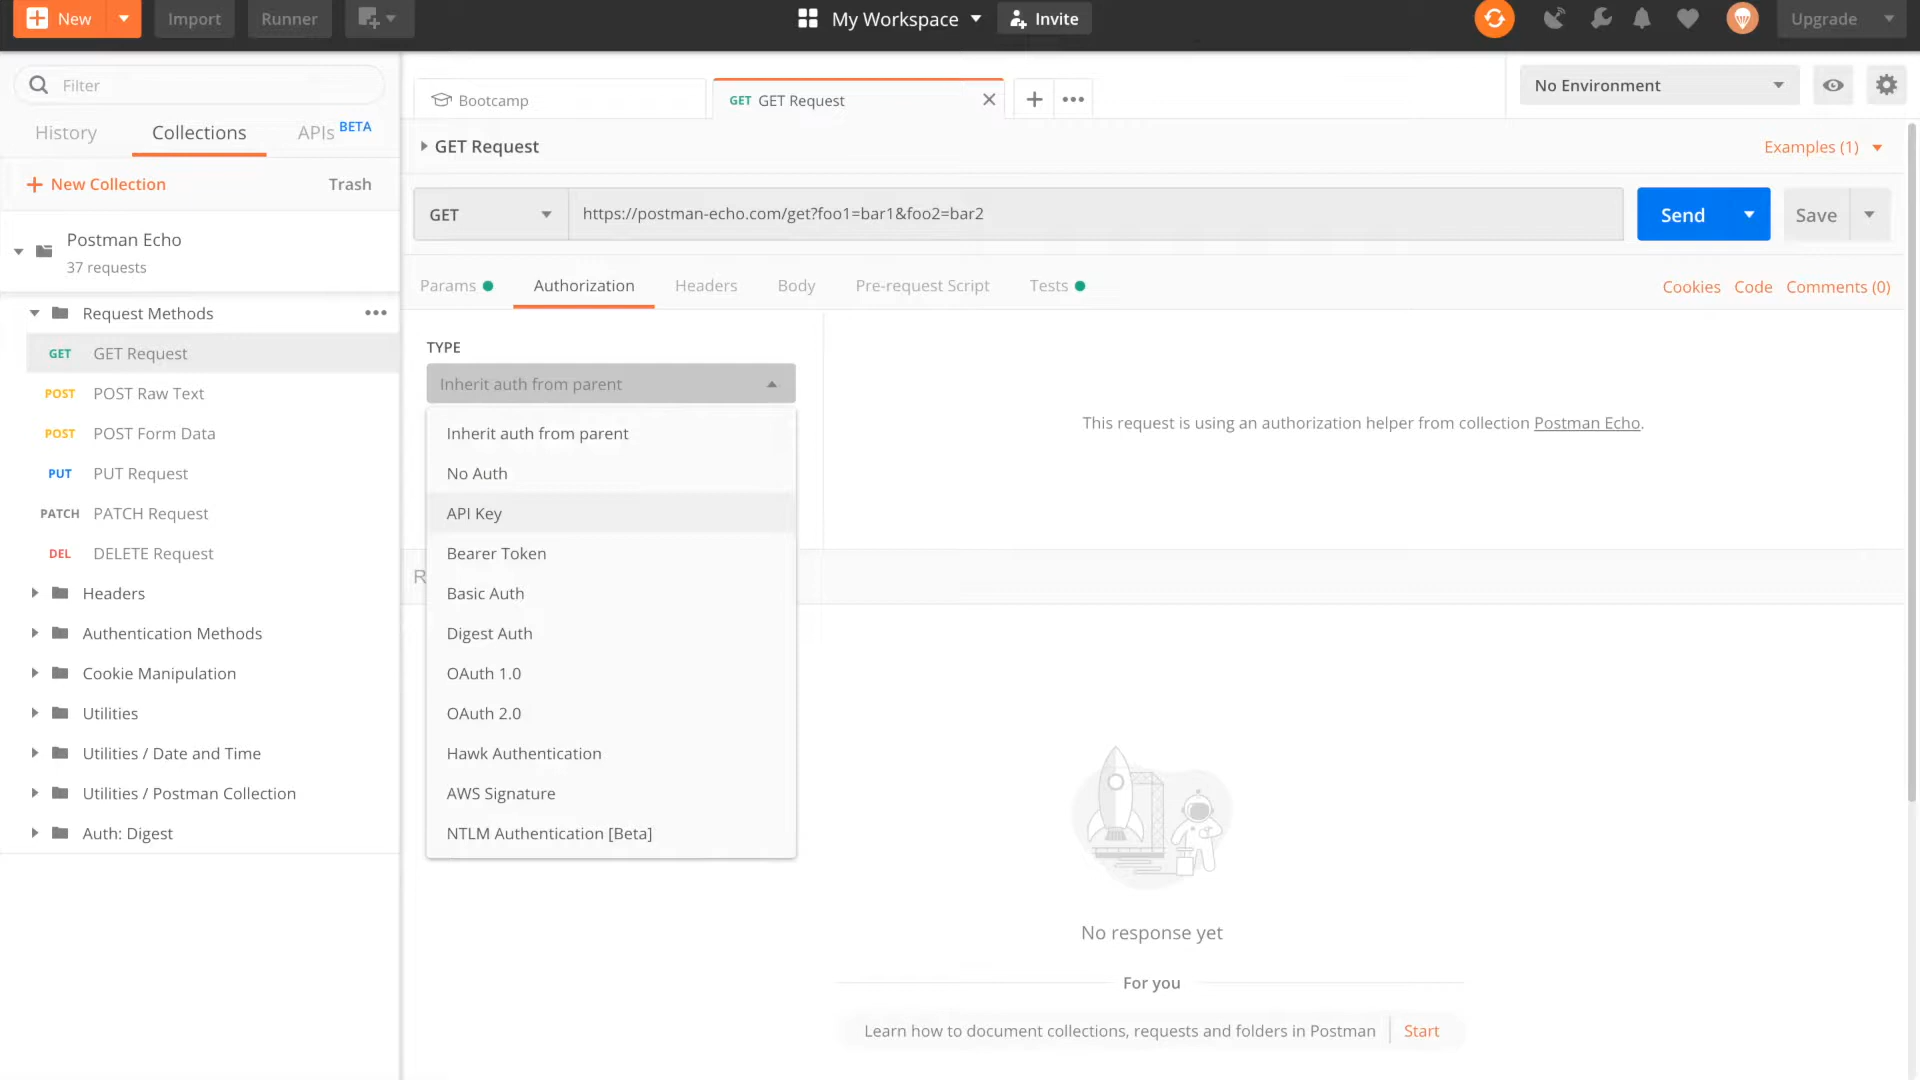 New
Import
Runner
My Workspace
Invite
Upgrade
Filter
History
Collections
APIs BETA
New Collection
Trash
Postman Echo
37 requests
Request Methods
GET GET Request
POST POST Raw Text
POST POST Form Data
PUT PUT Request
PATCH PATCH Request
DEL DELETE Request
Headers
Authentication Methods
Cookie Manipulation
Utilities
Utilities / Date and Time
Utilities / Postman Collection
Auth: Digest
Bootcamp
GET GET Request
No Environment
GET Request
Examples (1)
GET
https://postman-echo.com/get?foo1=bar1&foo2=bar2
Send
Save
Params
Authorization
Headers
Body
Pre-request Script
Tests
Cookies
Code
Comments (0)
TYPE
Inherit auth from parent
Inherit auth from parent
No Auth
API Key
Bearer Token
Basic Auth
Digest Auth
OAuth 1.0
OAuth 2.0
Hawk Authentication
AWS Signature
NTLM Authentication [Beta]
This request is using an authorization helper from collection Postman Echo.
R
No response yet
For you
Learn how to document collections, requests and folders in Postman
Start